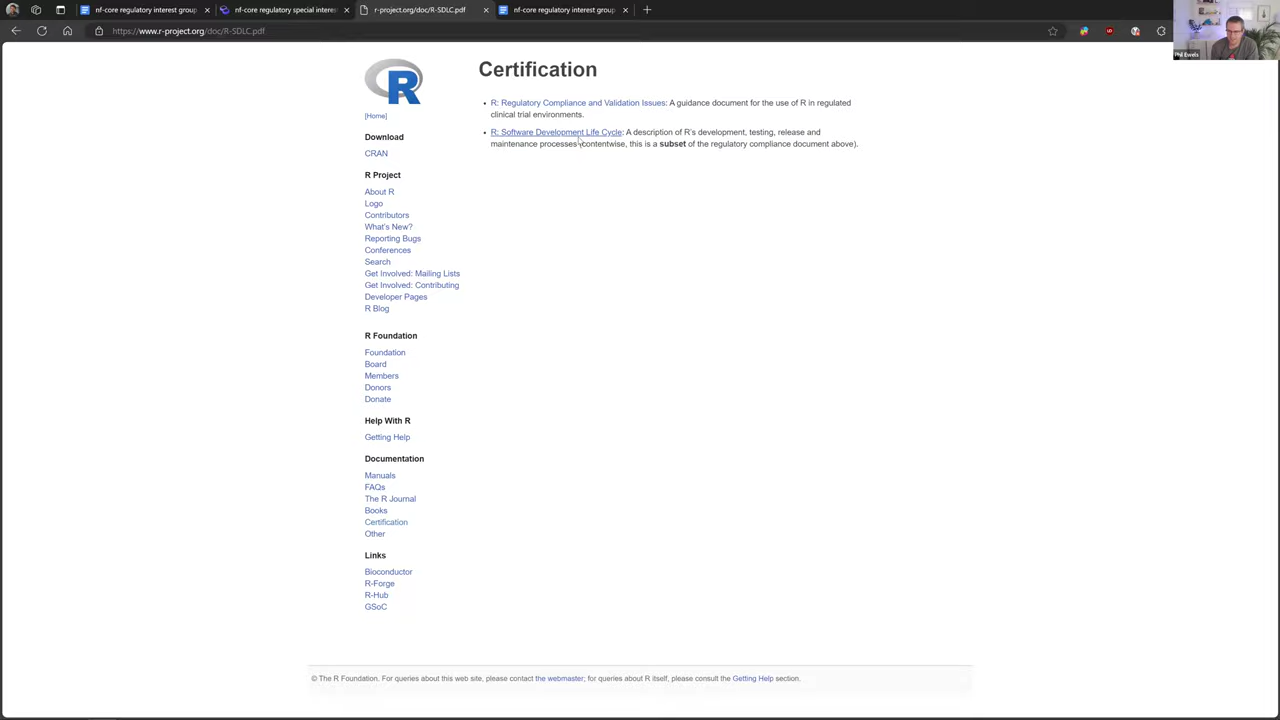 nf-core regulatory interest group
nf-core regulatory special interes
r-project.org/doc/R-SDLC.pdf
nf-core regulatory interest group
https://www.r-project.org/doc/R-SDLC.pdf
Phil Ewels
R
[Home]
Download
CRAN
R Project
About R
Logo
Contributors
What's New?
Reporting Bugs
Conferences
Search
Get Involved: Mailing Lists
Get Involved: Contributing
Developer Pages
R Blog
R Foundation
Foundation
Board
Members
Donors
Donate
Help With R
Getting Help
Documentation
Manuals
FAQs
The R Journal
Books
Certification
Other
Links
Bioconductor
R-Forge
R-Hub
GSoC
Certification
R: Regulatory Compliance and Validation Issues: A guidance document for the use of R in regulated
clinical trial environments.
R: Software Development Life Cycle: A description of R's development, testing, release and
maintenance processes contentwise, this is a subset of the regulatory compliance document above).
© The R Foundation. For queries about this web site, please contact the webmaster; for queries about R itself, please consult the Getting Help section.